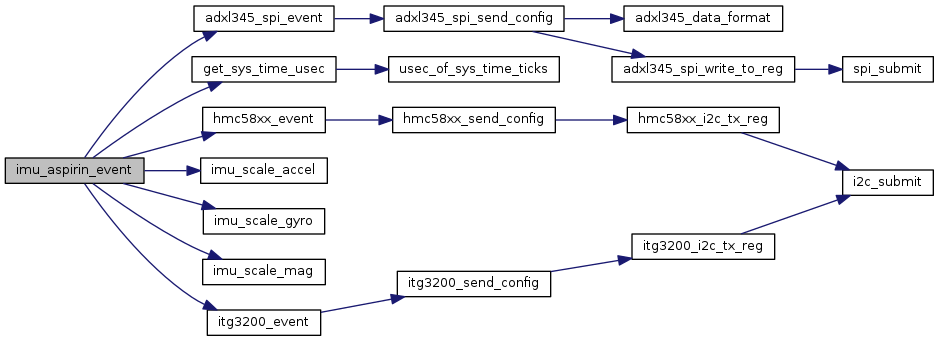 adxl345_spi_event
adxl345_spi_send_config
adxl345_data_format
get_sys_time_usec
usec_of_sys_time_ticks
adxl345_spi_write_to_reg
spi_submit
hmc58xx_event
hmc58xx_send_config
hmc58xx_i2c_tx_reg
imu_aspirin_event
imu_scale_accel
i2c_submit
imu_scale_gyro
itg3200_i2c_tx_reg
imu_scale_mag
itg3200_send_config
itg3200_event